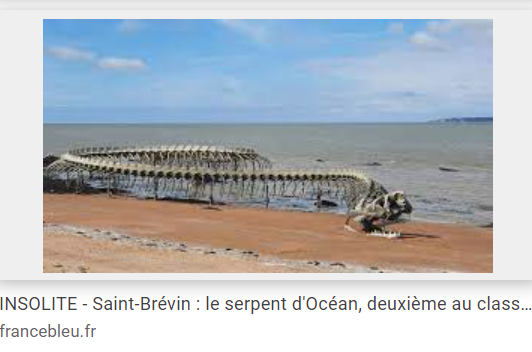 INSOLITE - Saint-Brévin : le serpent d'Océan, deuxième au class...
francebleu.fr